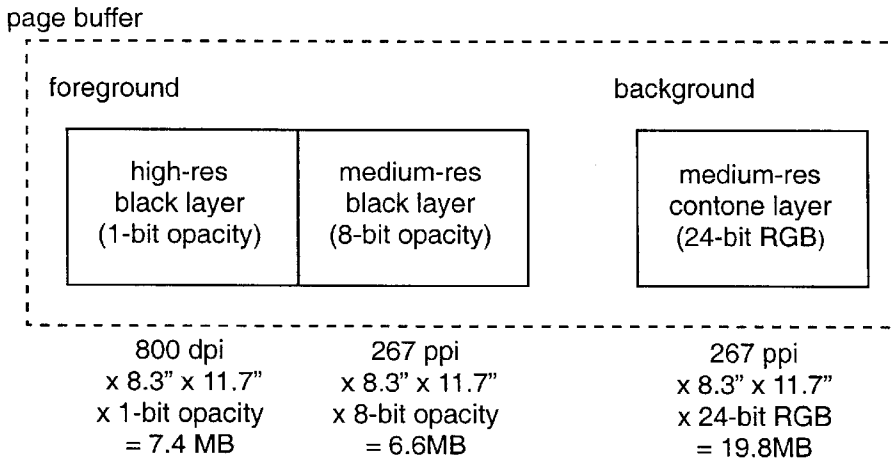 page buffer
foreground
background
high-res
black layer
(1-bit opacity)
medium-res
black layer
(8-bit opacity)
medium-res
contone layer
(24-bit RGB)
800 dpi
x 8.3” x 11.7”
x 1-bit opacity
= 7.4 MB
267 ppi
x 8.3” x 11.7”
x 8-bit opacity
= 6.6MB
267 ppi
x 8.3” x 11.7”
x 24-bit RGB
= 19.8MB